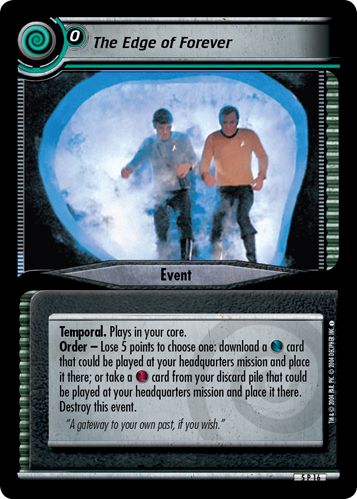 0
The Edge of Forever
Event
Temporal. Plays in your core.
Order – Lose 5 points to choose one: download a card
that could be played at your headquarters mission and place
it there; or take a card from your discard pile that could
be played at your headquarters mission and place it there.
Destroy this event.
"A gateway to your own past, if you wish."
5 P 16